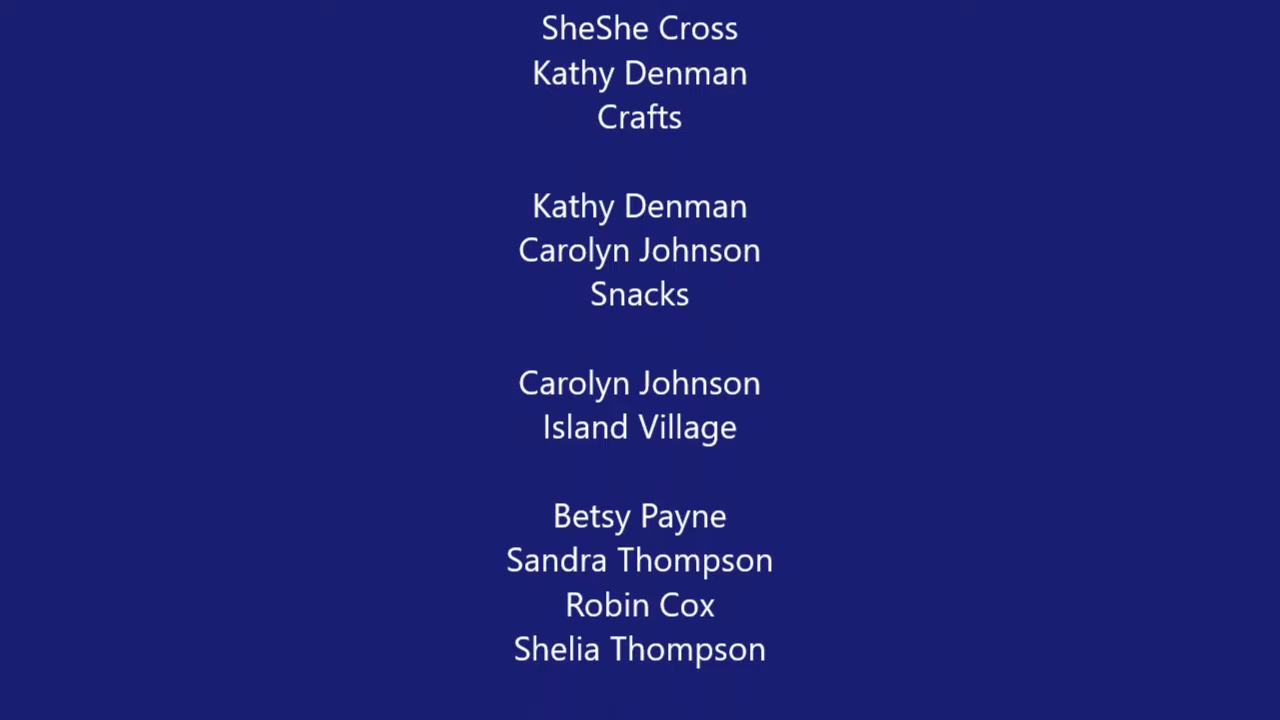 SheShe Cross
Kathy Denman
Crafts
Kathy Denman
Carolyn Johnson
Snacks
Carolyn Johnson
Island Village
Betsy Payne
Sandra Thompson
Robin Cox
Shelia Thompson